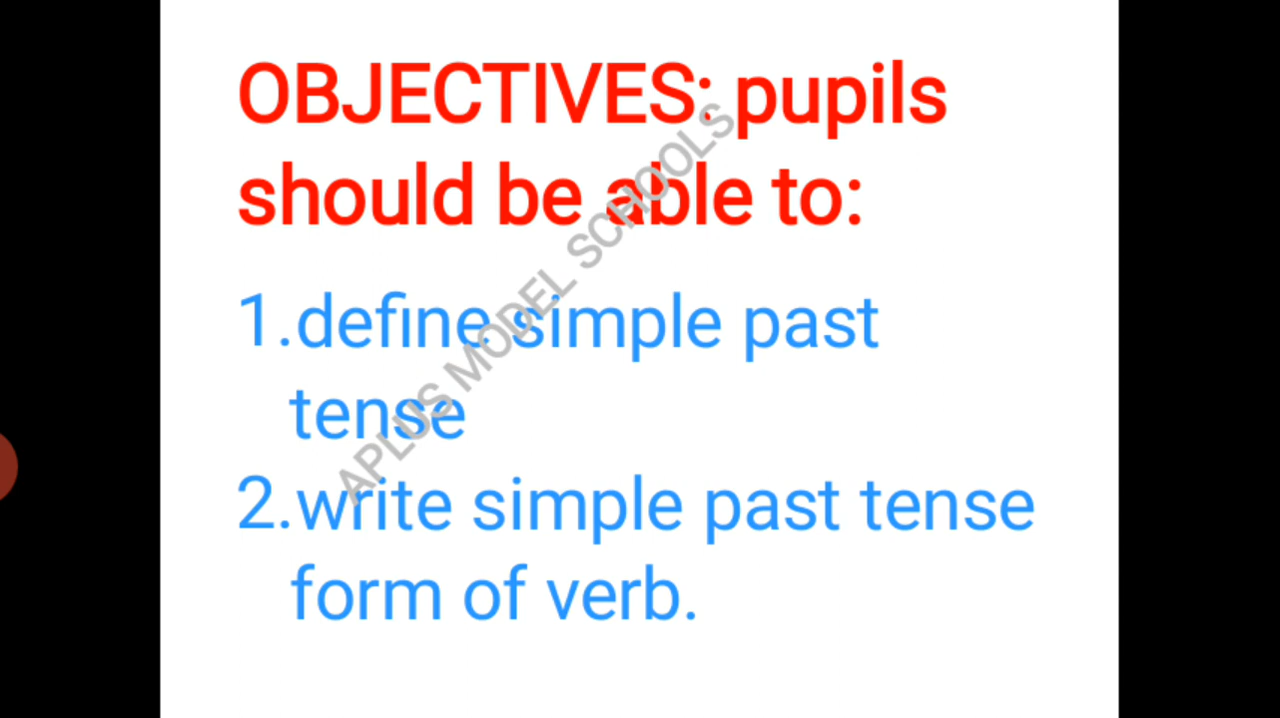 OBJECTIVES: pupils
should be able to:
1.define simple past
tense
2.write simple past tense
form of verb.
APLUS MODEL SCHOOLS